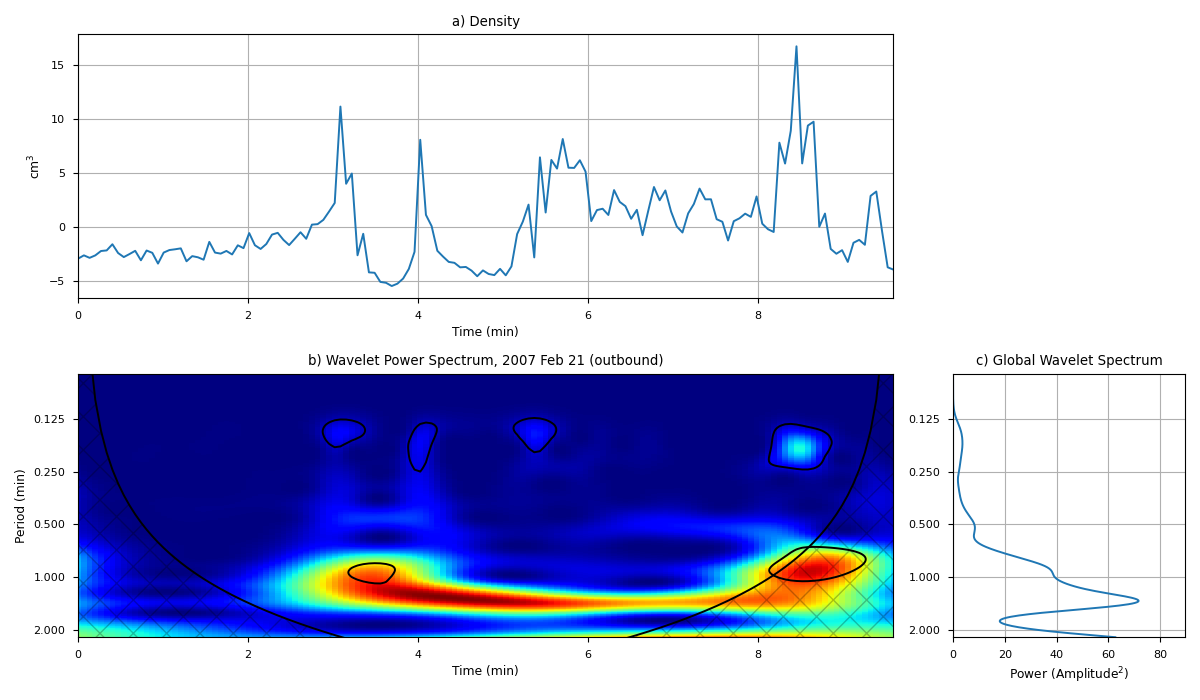 a) Density
15
10
5
0
−5
cm³
0 2 4 6 8
Time (min)
b) Wavelet Power Spectrum, 2007 Feb 21 (outbound)
0.125
0.250
0.500
1.000
2.000
Period (min)
0 2 4 6 8
Time (min)
c) Global Wavelet Spectrum
0.125
0.250
0.500
1.000
2.000
0 20 40 60 80
Power (Amplitude²)